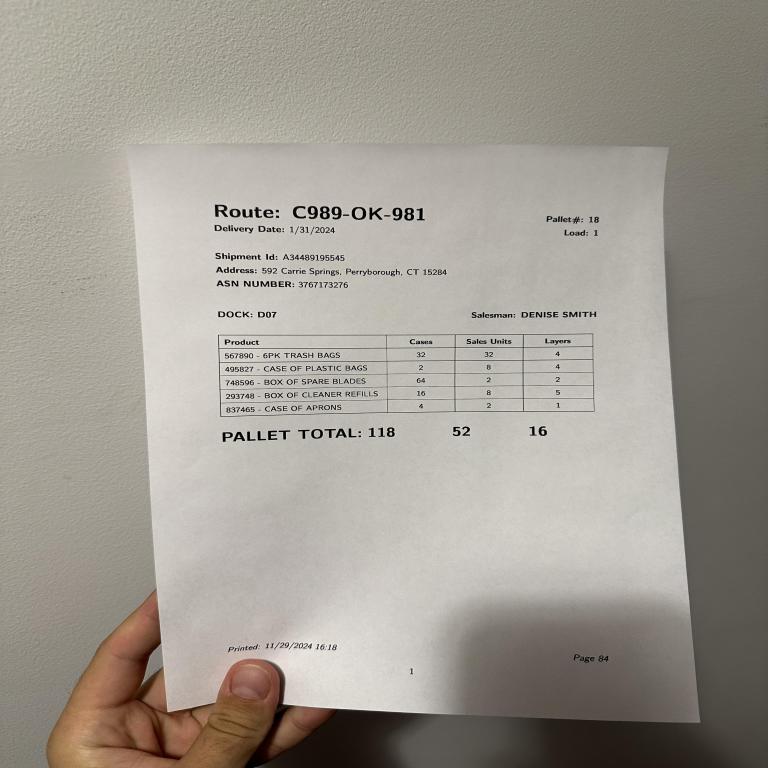 Route: C989-OK-981
Delivery Date: 1/31/2024
Pallet#: 18
Load: 1
Shipment Id: A34489195545
Address: 592 Carrie Springs, Perryborough, CT 15284
ASN NUMBER: 3767173276
DOCK: D07 Salesman: DENISE SMITH
Product Cases Sales Units Layers
567890 - 6PK TRASH BAGS 32 32 4
495827 - CASE OF PLASTIC BAGS 2 8 4
748596 - BOX OF SPARE BLADES 64 2 2
293748 - BOX OF CLEANER REFILLS 16 8 5
837465 - CASE OF APRONS 4 2 1
PALLET TOTAL: 118 52 16
Printed: 11/29/2024 16:18
Page 84
1